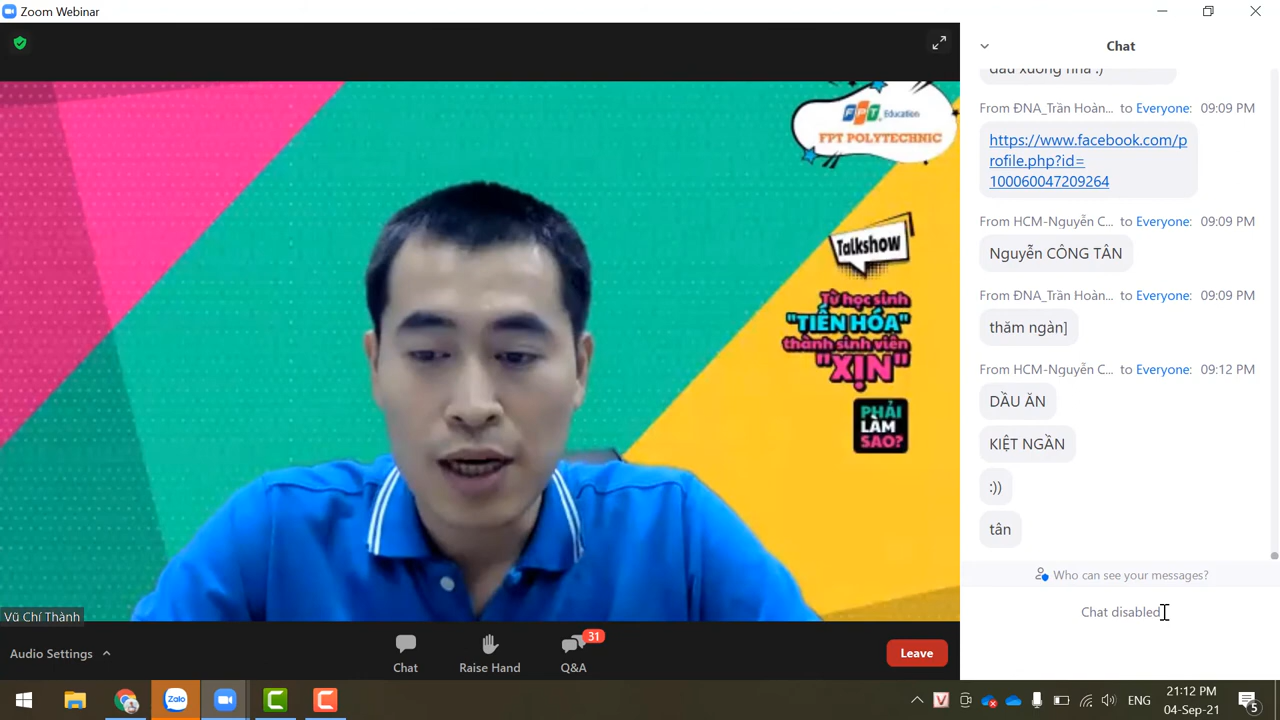 Zoom Webinar
Chat
dấu xuống nha :)
From ĐNA_Trần Hoàn... to Everyone: 09:09 PM
https://www.facebook.com/p
rofile.php?id=
100060047209264
From HCM-Nguyễn C... to Everyone: 09:09 PM
Nguyễn CÔNG TÂN
From ĐNA_Trần Hoàn... to Everyone: 09:09 PM
thăm ngàn]
From HCM-Nguyễn C... to Everyone: 09:12 PM
DẦU ĂN
KIỆT NGẦN
:))
tân
Who can see your messages?
Chat disabled
FPT Education
FPT POLYTECHNIC
Talkshow
Từ học sinh
"TIẾN HÓA"
thành sinh viên
"XỊN"
PHẢI
LÀM
SAO?
Vũ Chí Thành
Audio Settings
Chat
Raise Hand
31
Q&A
Leave
Zalo
ENG
21:12 PM
04-Sep-21
5